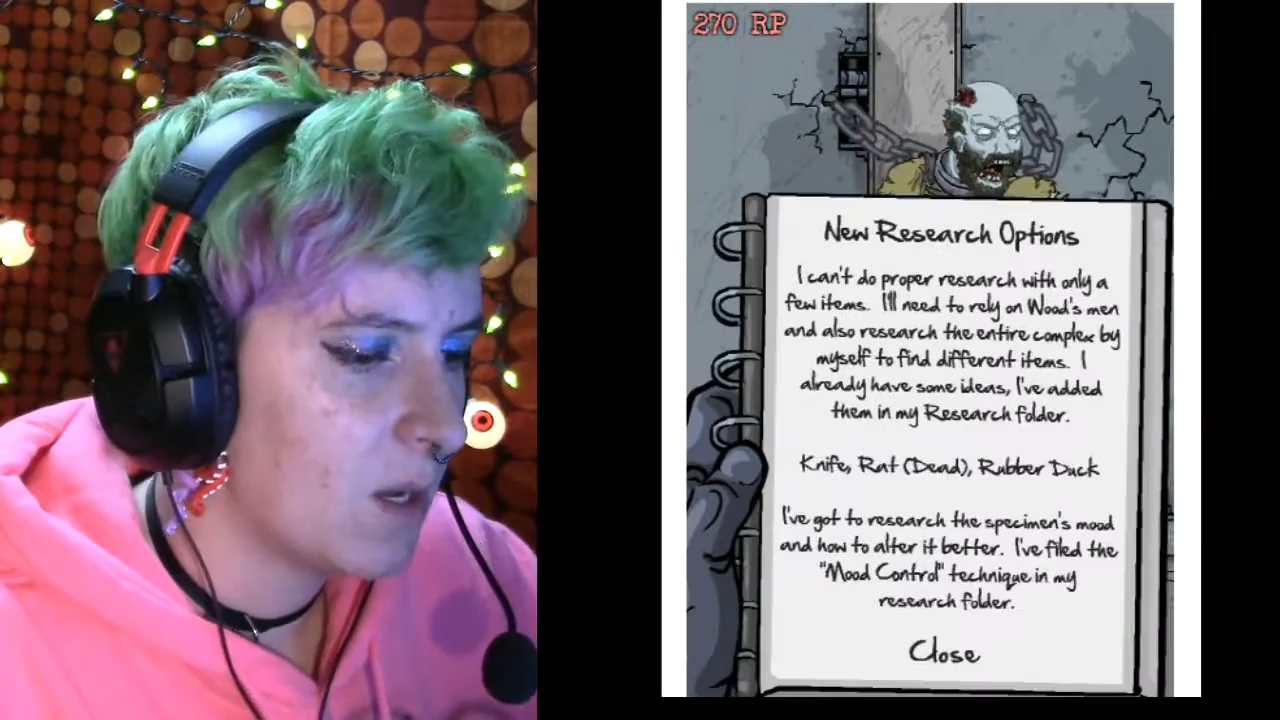 270 RP
New Research Options
I can't do proper research with only a
few items. I'll need to rely on Wood's men
and also research the entire complex by
myself to find different items. I
already have some ideas, I've added
them in my Research folder.
Knife, Rat (Dead), Rubber Duck
I've got to research the specimen's mood
and how to alter it better. I've filed the
"Mood Control" technique in my
research folder.
Close